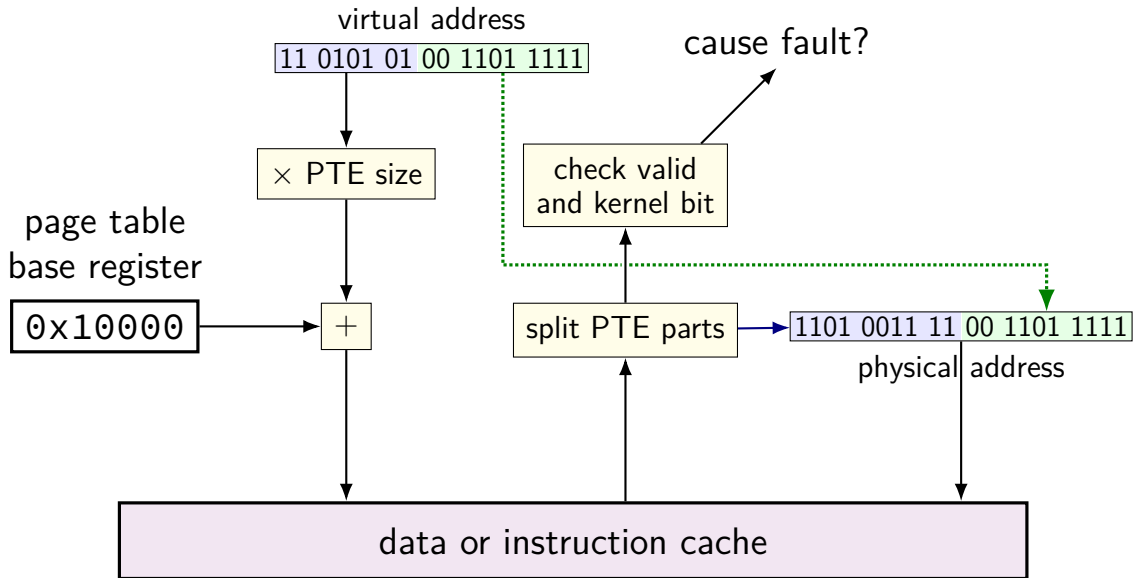 virtual address
11 0101 01 00 1101 1111
cause fault?
× PTE size
check valid
and kernel bit
page table
base register
0x10000
+
split PTE parts
1101 0011 11 00 1101 1111
physical address
data or instruction cache